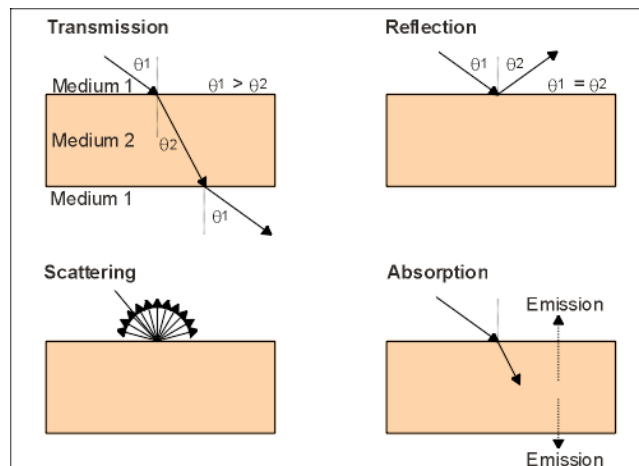 Transmission
θ1
Medium 1
θ1 > θ2
Medium 2
θ2
Medium 1
θ1
Reflection
θ1 θ2
θ1 = θ2
Scattering
Absorption
Emission
Emission